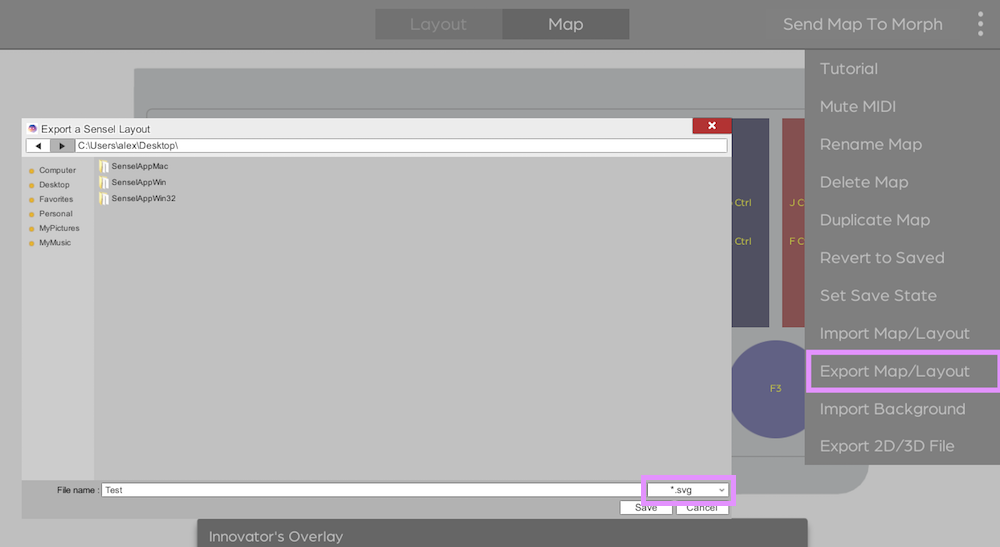 Layout
Map
Send Map To Morph
Tutorial
Mute MIDI
Rename Map
Delete Map
Duplicate Map
Revert to Saved
Set Save State
Import Map/Layout
Export Map/Layout
Import Background
Export 2D/3D File
Export a Sensel Layout
C:\Users\alex\Desktop\
Computer
Desktop
Favorites
Personal
MyPictures
MyMusic
SenselAppMac
SenselAppWin
SenselAppWin32
Ctrl
J C
Ctrl
F C
F3
File name :
Test
*.svg
Save
Cancel
Innovator's Overlay